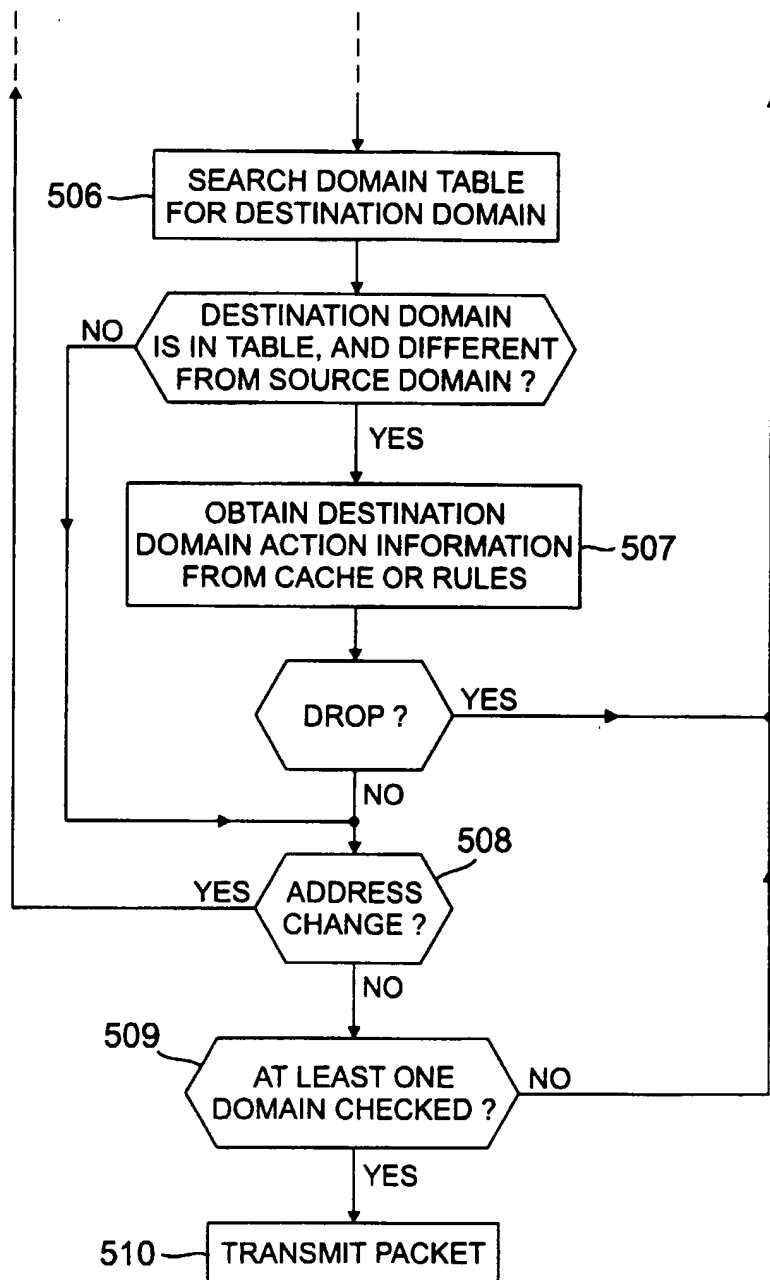 506
SEARCH DOMAIN TABLE
FOR DESTINATION DOMAIN
NO
DESTINATION DOMAIN
IS IN TABLE, AND DIFFERENT
FROM SOURCE DOMAIN ?
YES
OBTAIN DESTINATION
DOMAIN ACTION INFORMATION
FROM CACHE OR RULES
507
DROP ?
YES
NO
508
YES
ADDRESS
CHANGE ?
NO
509
AT LEAST ONE
DOMAIN CHECKED ?
NO
YES
510
TRANSMIT PACKET